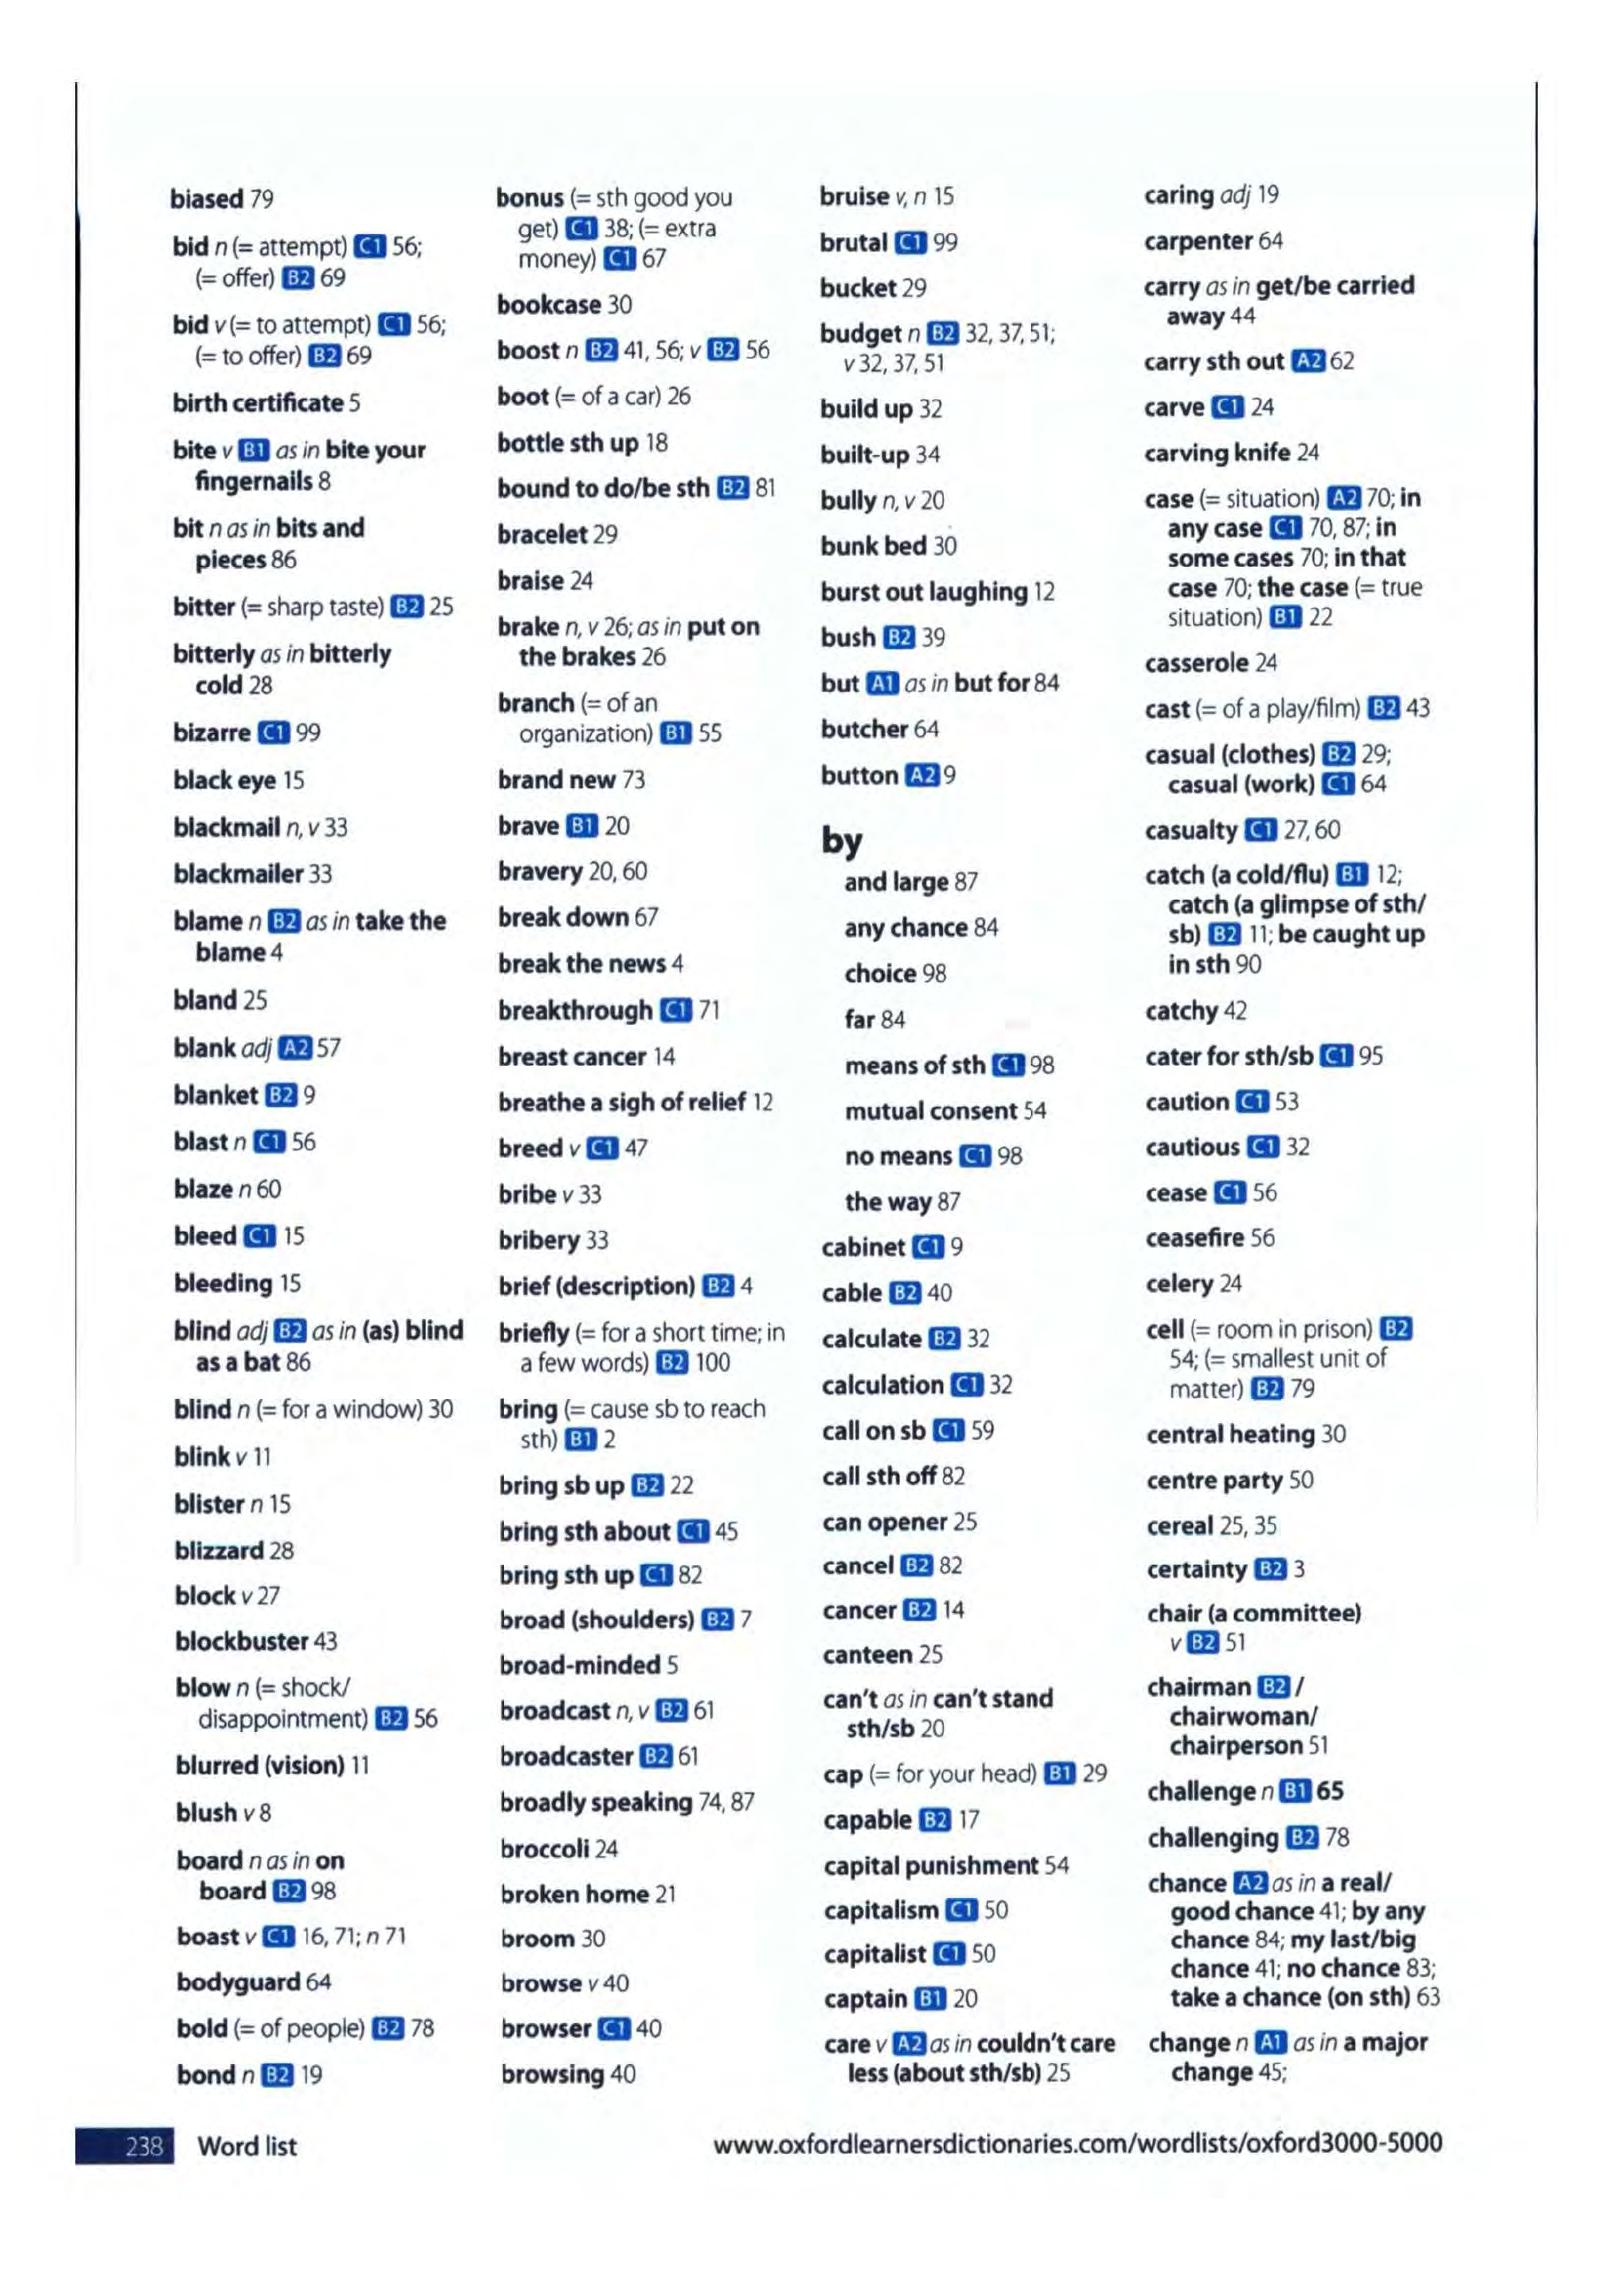 biased 79
bid n (= attempt) C1 56;
(= offer) B2 69
bid v (= to attempt) C1 56;
(= to offer) B2 69
birth certificate 5
bite v B1 as in bite your
fingernails 8
bit n as in bits and
pieces 86
bitter (= sharp taste) B2 25
bitterly as in bitterly
cold 28
bizarre C1 99
black eye 15
blackmail n, v 33
blackmailer 33
blame n B2 as in take the
blame 4
bland 25
blank adj A2 57
blanket B2 9
blast n C1 56
blaze n 60
bleed C1 15
bleeding 15
blind adj B2 as in (as) blind
as a bat 86
blind n (= for a window) 30
blink v 11
blister n 15
blizzard 28
block v 27
blockbuster 43
blow n (= shock/
disappointment) B2 56
blurred (vision) 11
blush v 8
board n as in on
board B2 98
boast v C1 16, 71; n 71
bodyguard 64
bold (= of people) B2 78
bond n B2 19
bonus (= sth good you
get) C1 38; (= extra
money) C1 67
bookcase 30
boost n B2 41, 56; v B2 56
boot (= of a car) 26
bottle sth up 18
bound to do/be sth B2 81
bracelet 29
braise 24
brake n, v 26; as in put on
the brakes 26
branch (= of an
organization) B1 55
brand new 73
brave B1 20
bravery 20, 60
break down 67
break the news 4
breakthrough C1 71
breast cancer 14
breathe a sigh of relief 12
breed v C1 47
bribe v 33
bribery 33
brief (description) B2 4
briefly (= for a short time; in
a few words) B2 100
bring (= cause sb to reach
sth) B1 2
bring sb up B2 22
bring sth about C1 45
bring sth up C1 82
broad (shoulders) B2 7
broad-minded 5
broadcast n, v B2 61
broadcaster B2 61
broadly speaking 74, 87
broccoli 24
broken home 21
broom 30
browse v 40
browser C1 40
browsing 40
bruise v, n 15
brutal C1 99
bucket 29
budget n B2 32, 37, 51;
v 32, 37, 51
build up 32
built-up 34
bully n, v 20
bunk bed 30
burst out laughing 12
bush B2 39
but A1 as in but for 84
butcher 64
button A2 9
by
and large 87
any chance 84
choice 98
far 84
means of sth C1 98
mutual consent 54
no means C1 98
the way 87
cabinet C1 9
cable B2 40
calculate B2 32
calculation C1 32
call on sb C1 59
call sth off 82
can opener 25
cancel B2 82
cancer B2 14
canteen 25
can't as in can't stand
sth/sb 20
cap (= for your head) B1 29
capable B2 17
capital punishment 54
capitalism C1 50
capitalist C1 50
captain B1 20
care v A2 as in couldn't care
less (about sth/sb) 25
caring adj 19
carpenter 64
carry as in get/be carried
away 44
carry sth out A2 62
carve C1 24
carving knife 24
case (= situation) A2 70; in
any case C1 70, 87; in
some cases 70; in that
case 70; the case (= true
situation) B1 22
casserole 24
cast (= of a play/film) B2 43
casual (clothes) B2 29;
casual (work) C1 64
casualty C1 27, 60
catch (a cold/flu) B1 12;
catch (a glimpse of sth/
sb) B2 11; be caught up
in sth 90
catchy 42
cater for sth/sb C1 95
caution C1 53
cautious C1 32
cease C1 56
ceasefire 56
celery 24
cell (= room in prison) B2
54; (= smallest unit of
matter) B2 79
central heating 30
centre party 50
cereal 25, 35
certainty B2 3
chair (a committee)
v B2 51
chairman B2 /
chairwoman/
chairperson 51
challenge n B1 65
challenging B2 78
chance A2 as in a real/
good chance 41; by any
chance 84; my last/big
chance 41; no chance 83;
take a chance (on sth) 63
change n A1 as in a major
change 45;
238 Word list
www.oxfordlearnersdictionaries.com/wordlists/oxford3000-5000